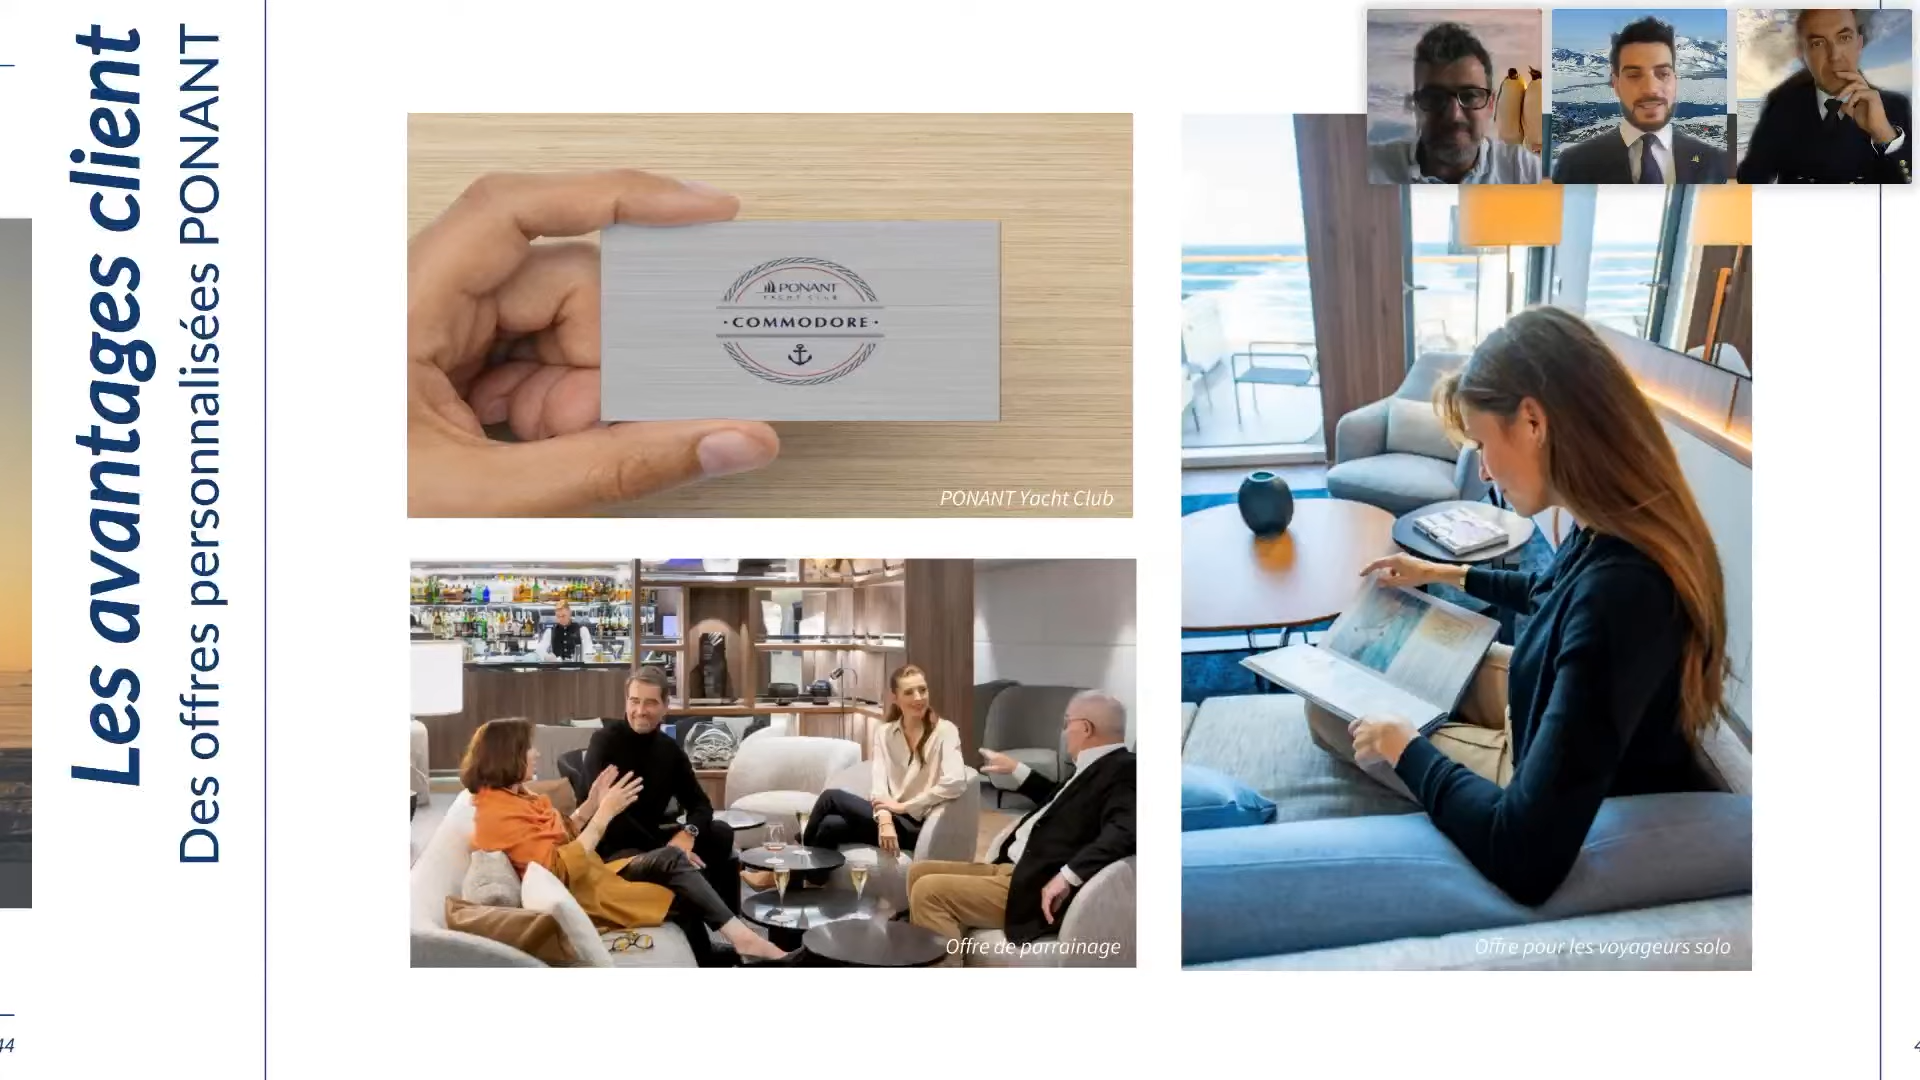 Les avantages client
Des offres personnalisées PONANT
PONANT
YACHT CLUB
· COMMODORE ·
PONANT Yacht Club
Offre de parrainage
Offre pour les voyageurs solo
44